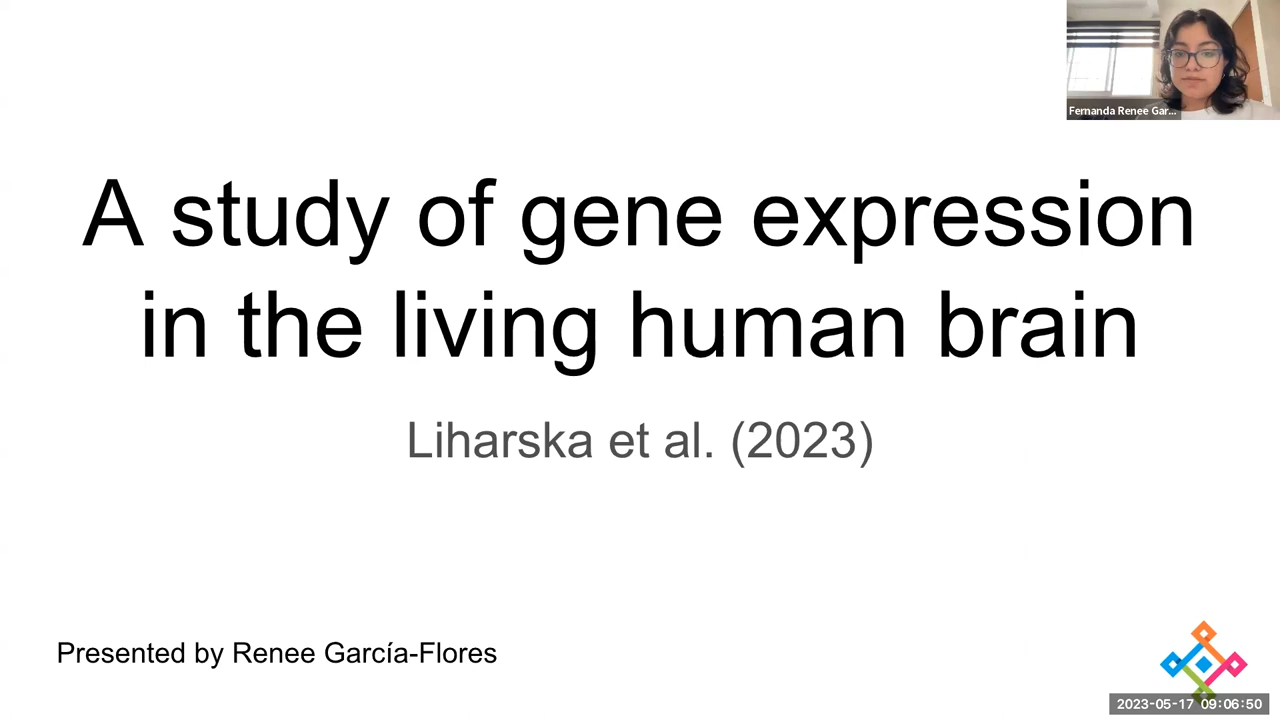 Fernanda Renee Gar...
A study of gene expression
in the living human brain
Liharska et al. (2023)
Presented by Renee García-Flores
2023-05-17 09:06:50